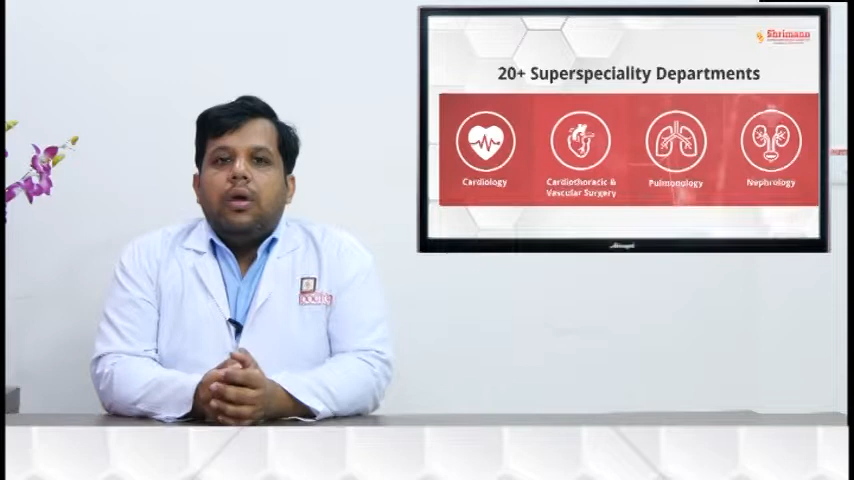 Shrimann
20+ Superspeciality Departments
Cardiology
Cardiothoracic &
Vascular Surgery
Pulmonology
Nephrology